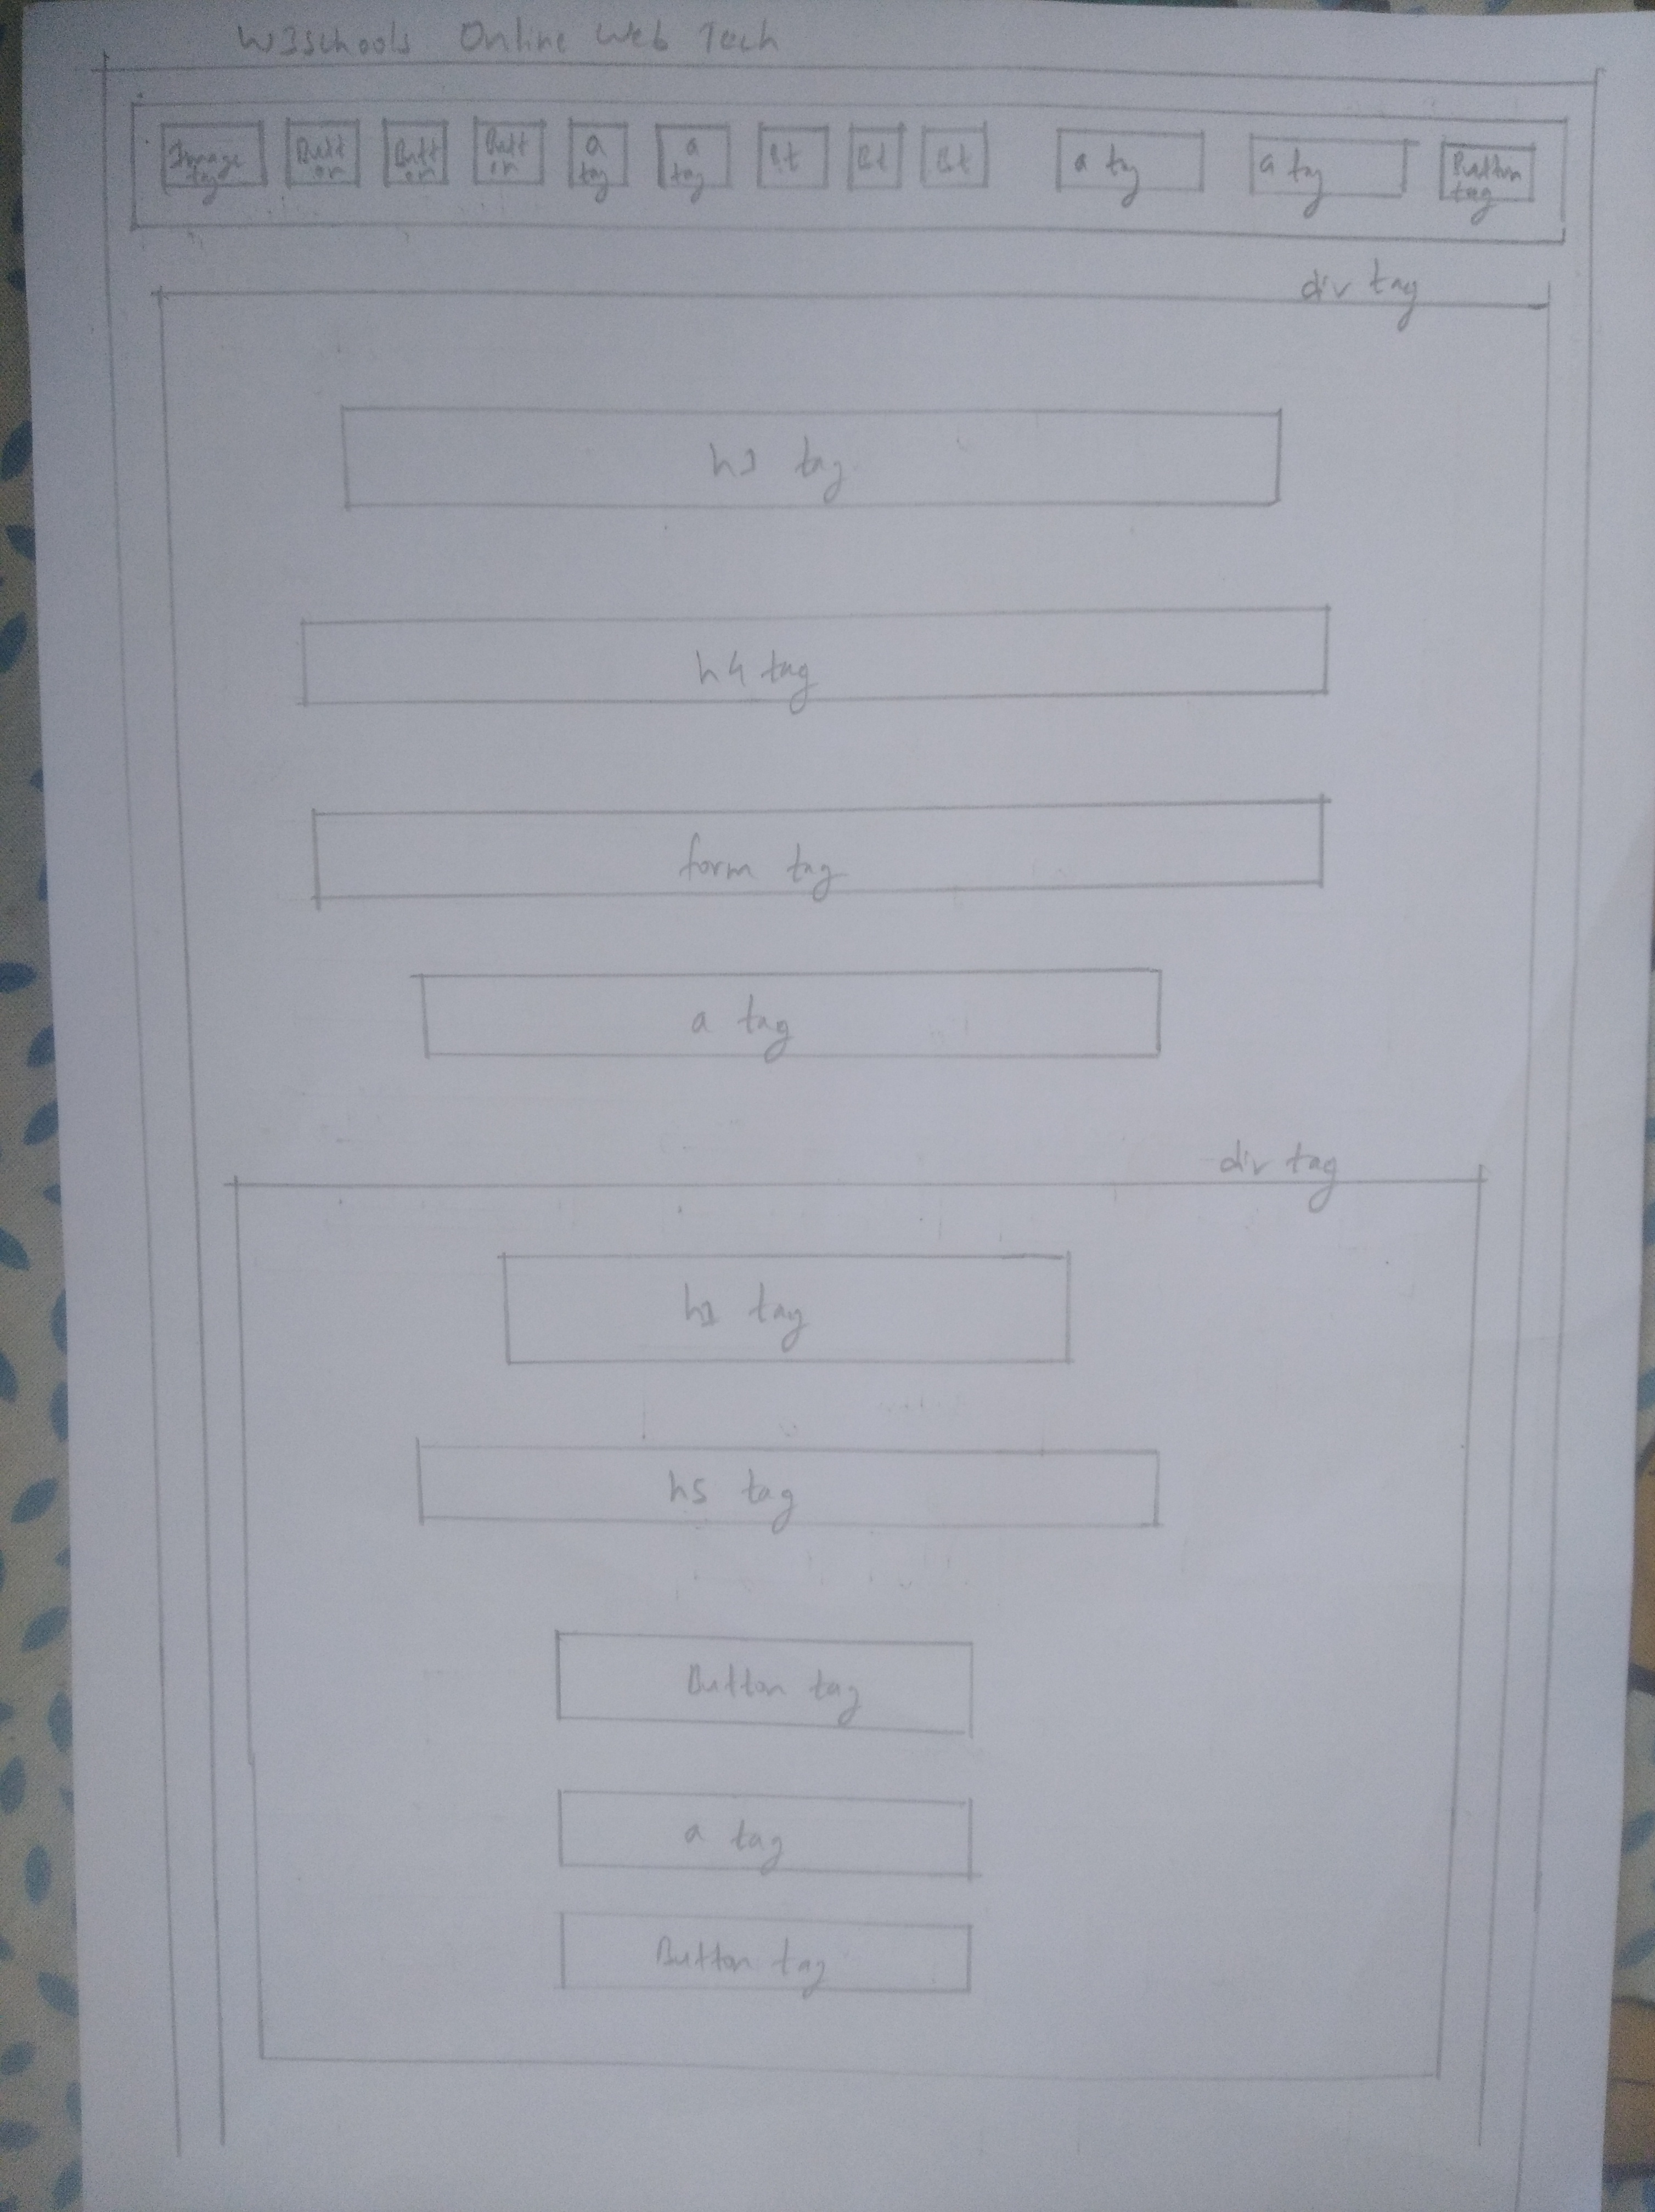 W3Schools Online Web Tech
Image tag
Butt on
Butt on
Butt on
a tag
a tag
Bt
Bt
Bt
a tag
a tag
Button tag
div tag
h1 tag
h4 tag
form tag
a tag
div tag
h1 tag
h5 tag
Button tag
a tag
Button tag